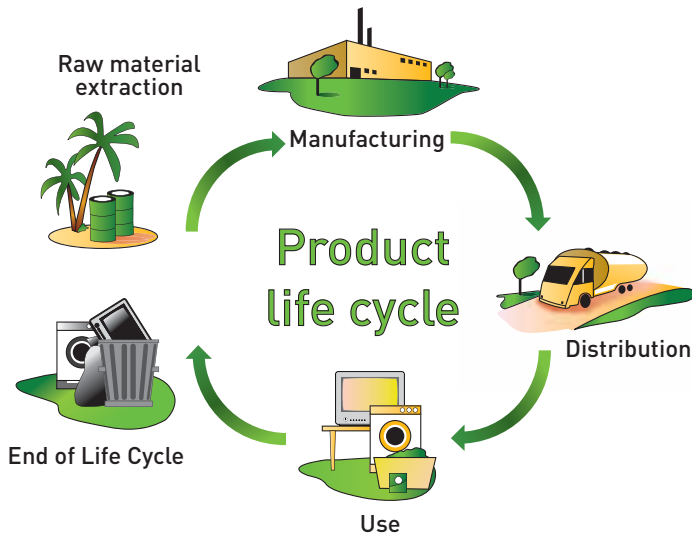 Raw material
extraction
Manufacturing
Product
life cycle
Distribution
End of Life Cycle
Use